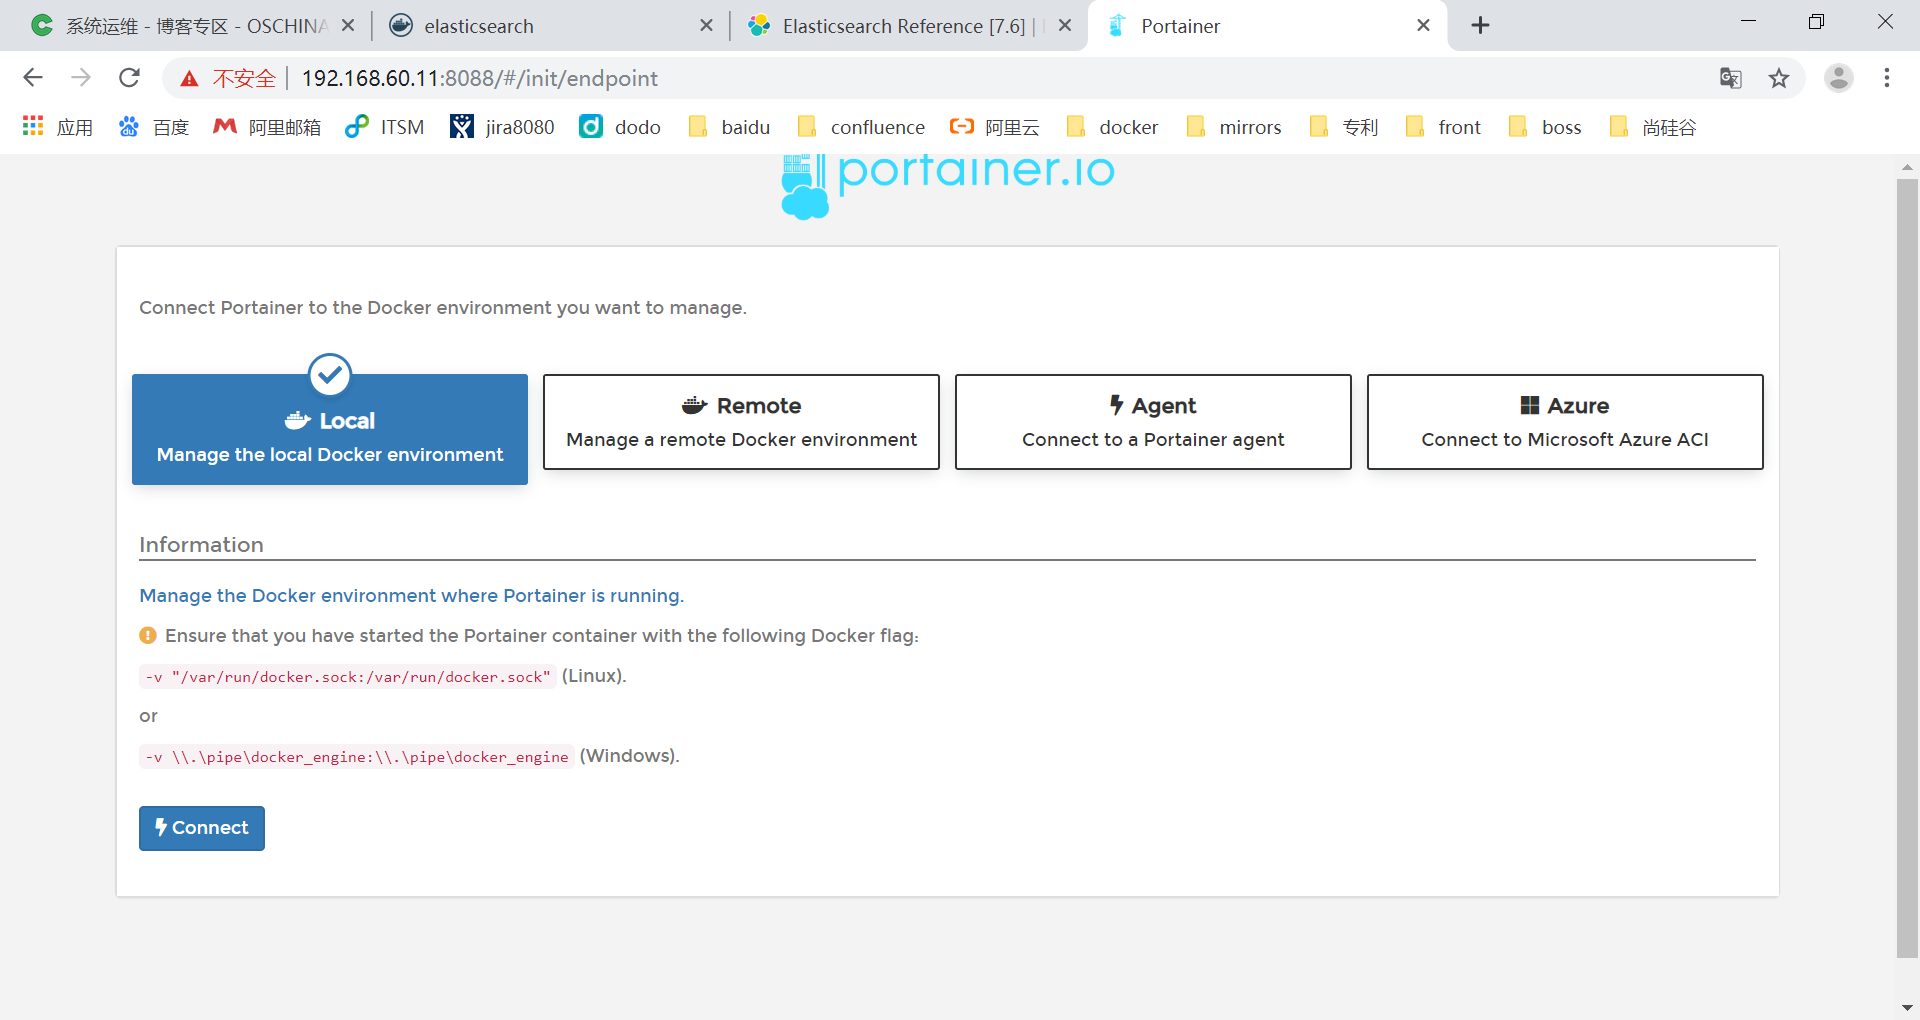 系统运维 - 博客专区 - OSCHINA
elasticsearch
Elasticsearch Reference [7.6] |
Portainer
不安全 192.168.60.11:8088/#/init/endpoint
应用 百度 阿里邮箱 ITSM jira8080 dodo baidu confluence 阿里云 docker mirrors 专利 front boss 尚硅谷
portainer.io
Connect Portainer to the Docker environment you want to manage.
Local
Manage the local Docker environment
Remote
Manage a remote Docker environment
Agent
Connect to a Portainer agent
Azure
Connect to Microsoft Azure ACI
Information
Manage the Docker environment where Portainer is running.
Ensure that you have started the Portainer container with the following Docker flag:
-v "/var/run/docker.sock:/var/run/docker.sock" (Linux).
or
-v \\.\pipe\docker_engine:\\.\pipe\docker_engine (Windows).
Connect